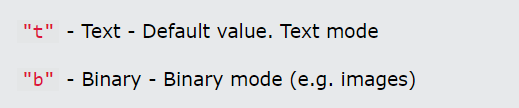 "t" - Text - Default value. Text mode
"b" - Binary - Binary mode (e.g. images)